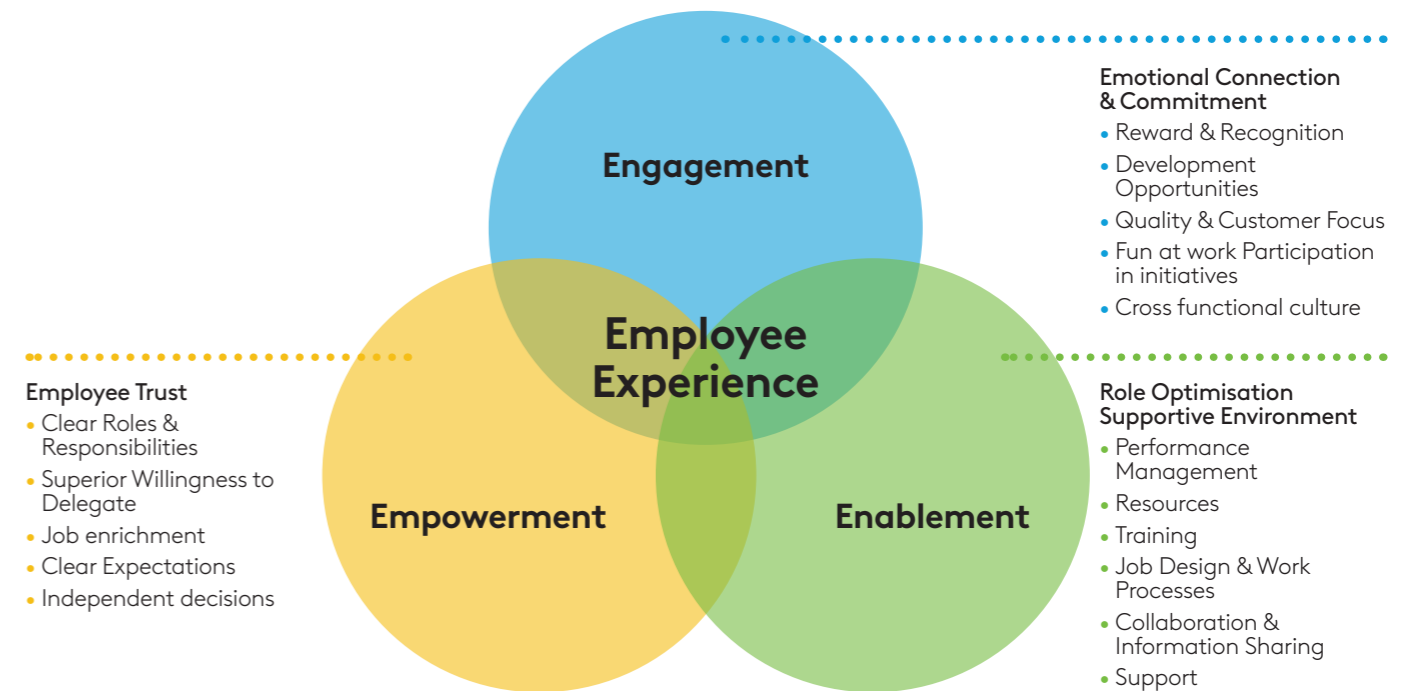 Engagement
Employee
Experience
Empowerment
Enablement
Emotional Connection
& Commitment
• Reward & Recognition
• Development
Opportunities
• Quality & Customer Focus
• Fun at work Participation
in initiatives
• Cross functional culture
Employee Trust
• Clear Roles &
Responsibilities
• Superior Willingness to
Delegate
• Job enrichment
• Clear Expectations
• Independent decisions
Role Optimisation
Supportive Environment
• Performance
Management
• Resources
• Training
• Job Design & Work
Processes
• Collaboration &
Information Sharing
• Support